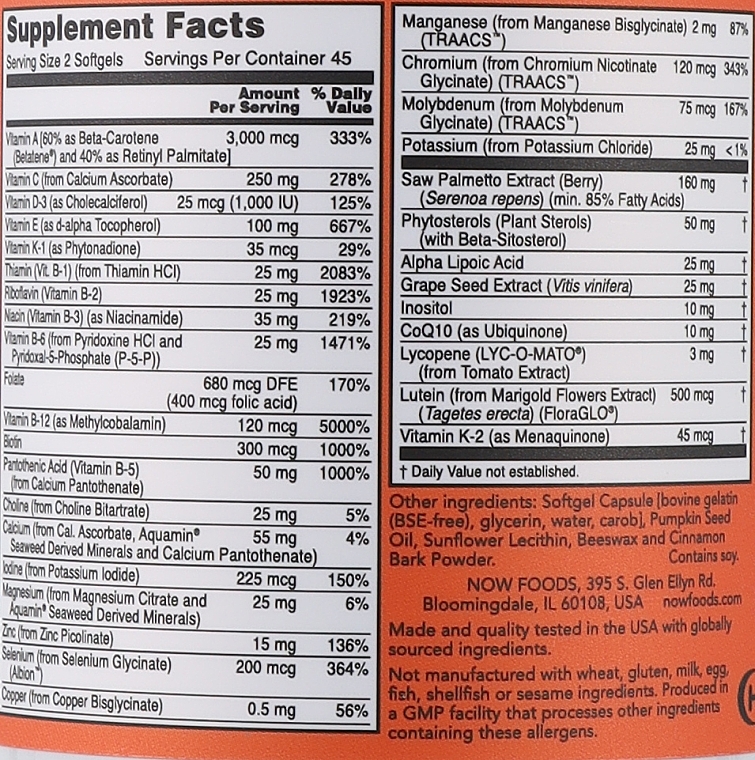 Supplement Facts
Serving Size 2 Softgels Servings Per Container 45
Amount Per Serving % Daily Value
Vitamin A [60% as Beta-Carotene 3,000 mcg 333%
(Betatene®) and 40% as Retinyl Palmitate]
Vitamin C (from Calcium Ascorbate) 250 mg 278%
Vitamin D-3 (as Cholecalciferol) 25 mcg (1,000 IU) 125%
Vitamin E (as d-alpha Tocopherol) 100 mg 667%
Vitamin K-1 (as Phytonadione) 35 mcg 29%
Thiamin (Vit. B-1) (from Thiamin HCl) 25 mg 2083%
Riboflavin (Vitamin B-2) 25 mg 1923%
Niacin (Vitamin B-3) (as Niacinamide) 35 mg 219%
Vitamin B-6 (from Pyridoxine HCl and 25 mg 1471%
Pyridoxal-5-Phosphate (P-5-P))
Folate 680 mcg DFE 170%
(400 mcg folic acid)
Vitamin B-12 (as Methylcobalamin) 120 mcg 5000%
Biotin 300 mcg 1000%
Pantothenic Acid (Vitamin B-5) 50 mg 1000%
(from Calcium Pantothenate)
Choline (from Choline Bitartrate) 25 mg 5%
Calcium (from Cal. Ascorbate, Aquamin® 55 mg 4%
Seaweed Derived Minerals and Calcium Pantothenate)
Iodine (from Potassium Iodide) 225 mcg 150%
Magnesium (from Magnesium Citrate and 25 mg 6%
Aquamin® Seaweed Derived Minerals)
Zinc (from Zinc Picolinate) 15 mg 136%
Selenium (from Selenium Glycinate) 200 mcg 364%
(Albion™)
Copper (from Copper Bisglycinate) 0.5 mg 56%
Manganese (from Manganese Bisglycinate) 2 mg 87%
(TRAACS™)
Chromium (from Chromium Nicotinate 120 mcg 343%
Glycinate) (TRAACS™)
Molybdenum (from Molybdenum 75 mcg 167%
Glycinate) (TRAACS™)
Potassium (from Potassium Chloride) 25 mg <1%
Saw Palmetto Extract (Berry) 160 mg †
(Serenoa repens) (min. 85% Fatty Acids)
Phytosterols (Plant Sterols) 50 mg †
(with Beta-Sitosterol)
Alpha Lipoic Acid 25 mg †
Grape Seed Extract (Vitis vinifera) 25 mg †
Inositol 10 mg †
CoQ10 (as Ubiquinone) 10 mg †
Lycopene (LYC-O-MATO®) 3 mg †
(from Tomato Extract)
Lutein (from Marigold Flowers Extract) 500 mcg †
(Tagetes erecta) (FloraGLO®)
Vitamin K-2 (as Menaquinone) 45 mcg †
† Daily Value not established.
Other ingredients: Softgel Capsule [bovine gelatin
(BSE-free), glycerin, water, carob], Pumpkin Seed
Oil, Sunflower Lecithin, Beeswax and Cinnamon
Bark Powder. Contains soy.
NOW FOODS, 395 S. Glen Ellyn Rd.
Bloomingdale, IL 60108, USA nowfoods.com
Made and quality tested in the USA with globally
sourced ingredients.
Not manufactured with wheat, gluten, milk, egg,
fish, shellfish or sesame ingredients. Produced in
a GMP facility that processes other ingredients
containing these allergens.